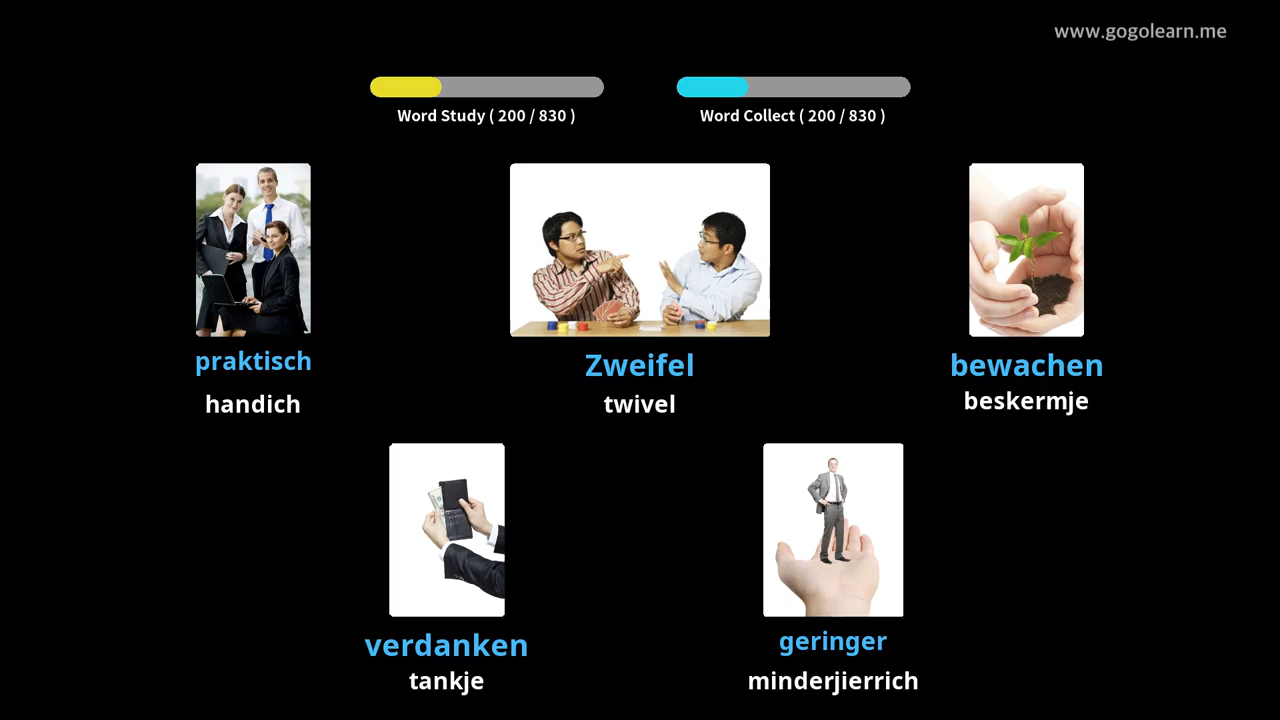 www.gogolearn.me
Word Study ( 200 / 830 )
Word Collect ( 200 / 830 )
praktisch
handich
Zweifel
twivel
bewachen
beskermje
verdanken
tankje
geringer
minderjierrich